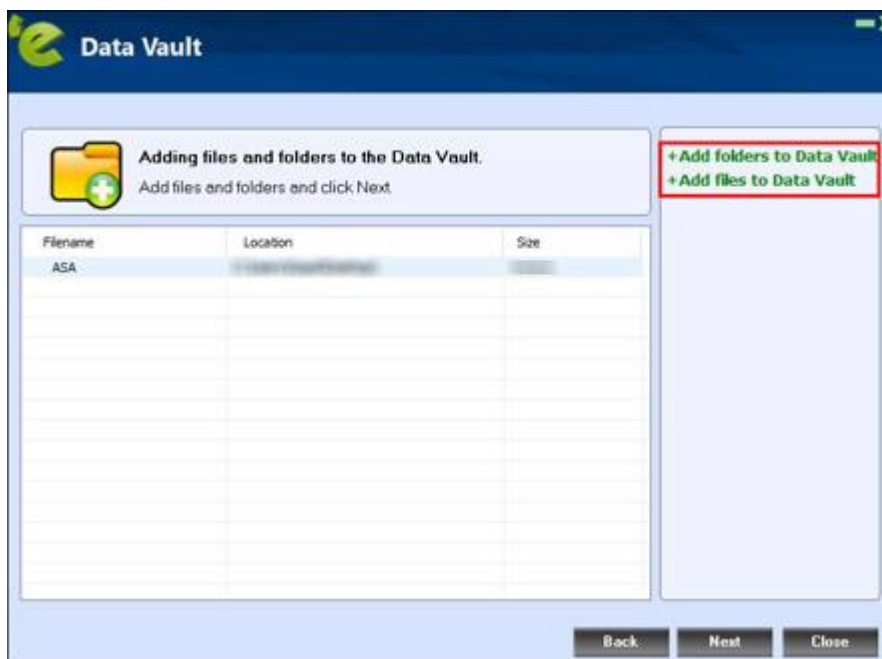 Data Vault
Adding files and folders to the Data Vault.
Add files and folders and click Next
+Add folders to Data Vault
+Add files to Data Vault
Filename Location Size
ASA
Back Next Close